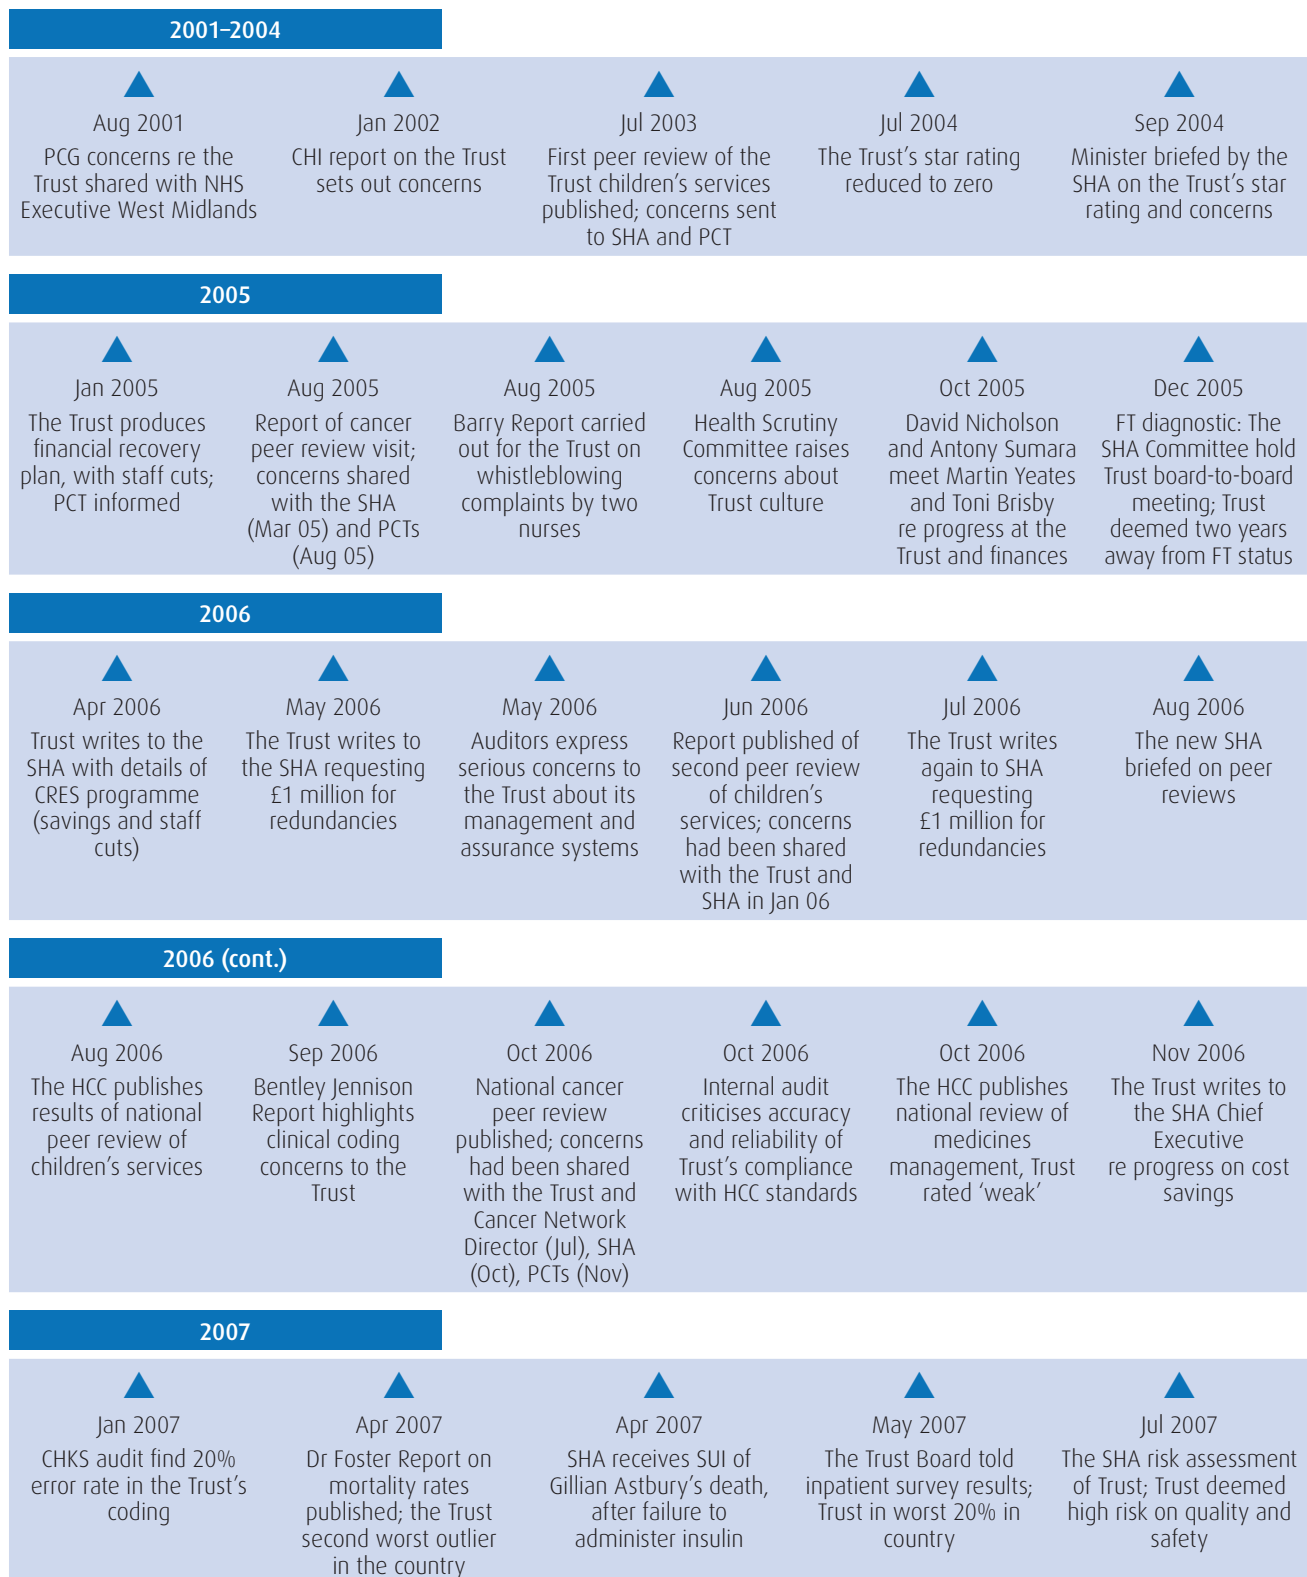 2001–2004
Aug 2001
PCG concerns re the
Trust shared with NHS
Executive West Midlands
Jan 2002
CHI report on the Trust
sets out concerns
Jul 2003
First peer review of the
Trust children’s services
published; concerns sent
to SHA and PCT
Jul 2004
The Trust’s star rating
reduced to zero
Sep 2004
Minister briefed by the
SHA on the Trust’s star
rating and concerns
2005
Jan 2005
The Trust produces
financial recovery
plan, with staff cuts;
PCT informed
Aug 2005
Report of cancer
peer review visit;
concerns shared
with the SHA
(Mar 05) and PCTs
(Aug 05)
Aug 2005
Barry Report carried
out for the Trust on
whistleblowing
complaints by two
nurses
Aug 2005
Health Scrutiny
Committee raises
concerns about
Trust culture
Oct 2005
David Nicholson
and Antony Sumara
meet Martin Yeates
and Toni Brisby
re progress at the
Trust and finances
Dec 2005
FT diagnostic: The
SHA Committee hold
Trust board-to-board
meeting; Trust
deemed two years
away from FT status
2006
Apr 2006
Trust writes to the
SHA with details of
CRES programme
(savings and staff
cuts)
May 2006
The Trust writes to
the SHA requesting
£1 million for
redundancies
May 2006
Auditors express
serious concerns to
the Trust about its
management and
assurance systems
Jun 2006
Report published of
second peer review
of children’s
services; concerns
had been shared
with the Trust and
SHA in Jan 06
Jul 2006
The Trust writes
again to SHA
requesting
£1 million for
redundancies
Aug 2006
The new SHA
briefed on peer
reviews
2006 (cont.)
Aug 2006
The HCC publishes
results of national
peer review of
children’s services
Sep 2006
Bentley Jennison
Report highlights
clinical coding
concerns to the
Trust
Oct 2006
National cancer
peer review
published; concerns
had been shared
with the Trust and
Cancer Network
Director (Jul), SHA
(Oct), PCTs (Nov)
Oct 2006
Internal audit
criticises accuracy
and reliability of
Trust’s compliance
with HCC standards
Oct 2006
The HCC publishes
national review of
medicines
management, Trust
rated ‘weak’
Nov 2006
The Trust writes to
the SHA Chief
Executive
re progress on cost
savings
2007
Jan 2007
CHKS audit find 20%
error rate in the Trust’s
coding
Apr 2007
Dr Foster Report on
mortality rates
published; the Trust
second worst outlier
in the country
Apr 2007
SHA receives SUI of
Gillian Astbury’s death,
after failure to
administer insulin
May 2007
The Trust Board told
inpatient survey results;
Trust in worst 20% in
country
Jul 2007
The SHA risk assessment
of Trust; Trust deemed
high risk on quality and
safety